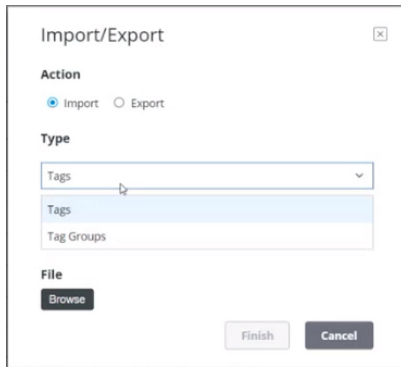 Import/Export
Action
Import Export
Type
Tags
Tags
Tag Groups
File
Browse
Finish Cancel